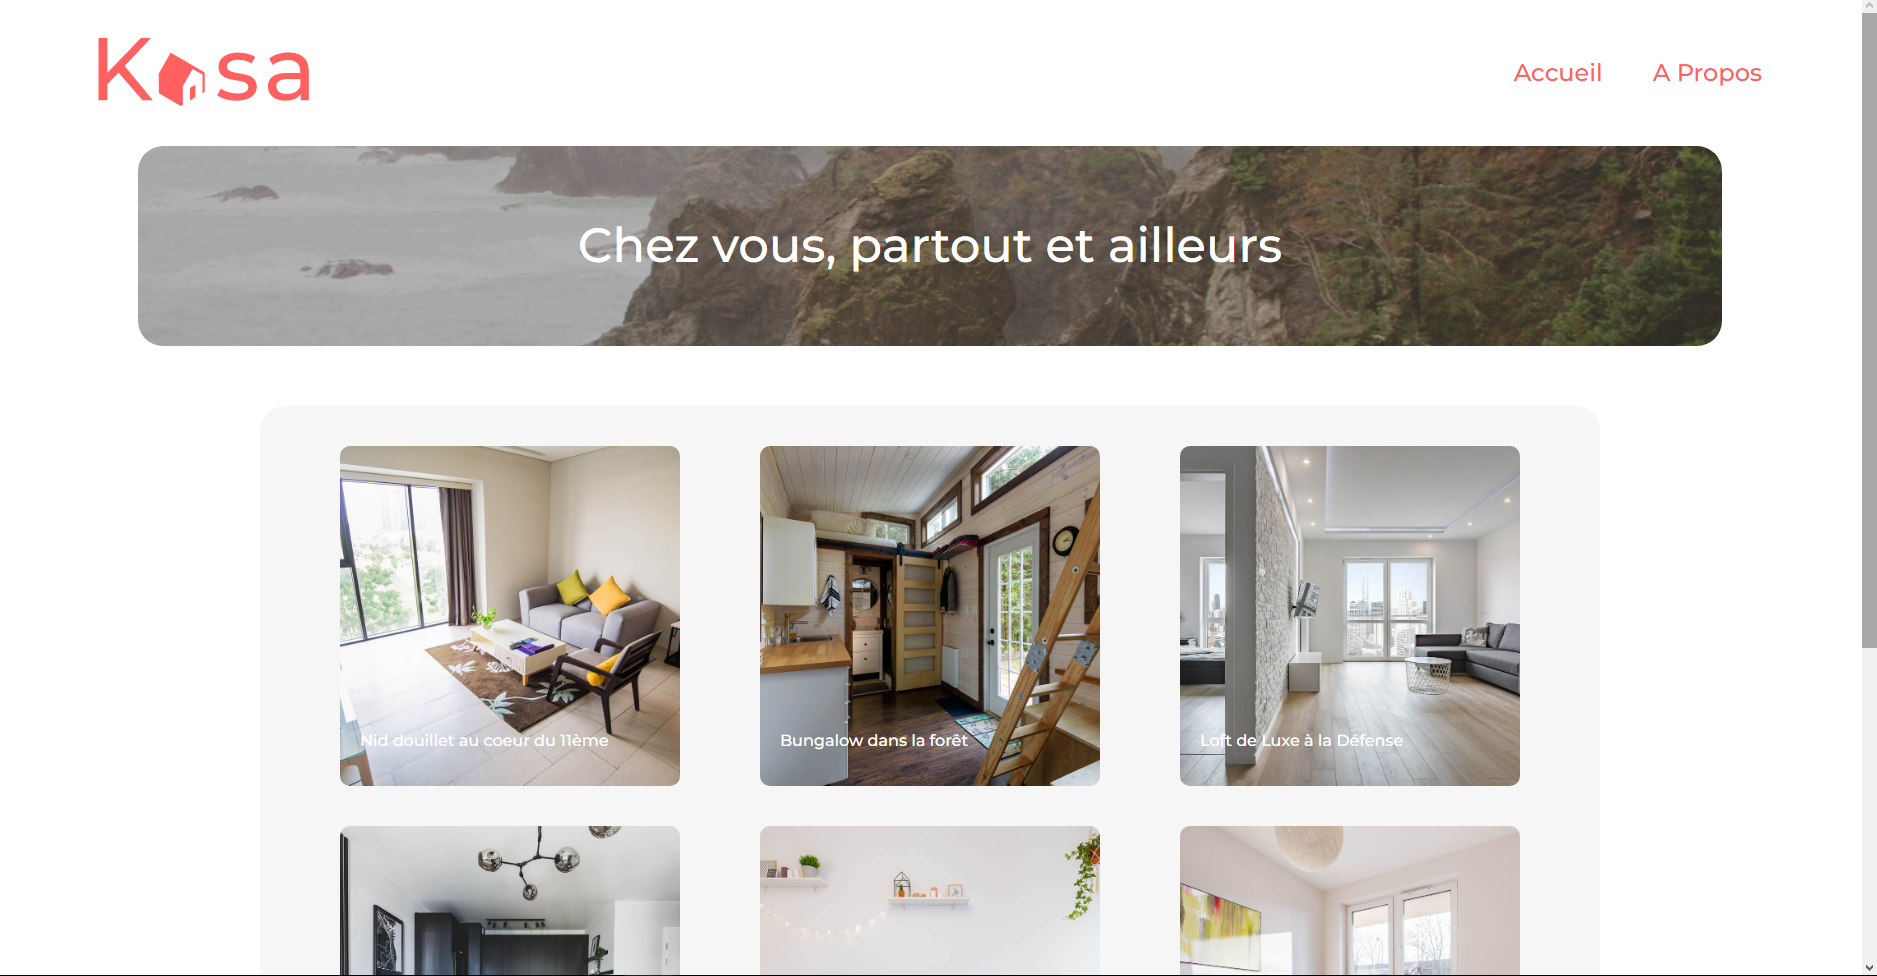 Kasa
Accueil
A Propos
Chez vous, partout et ailleurs
Nid douillet au coeur du 11ème
Bungalow dans la forêt
Loft de Luxe à la Défense